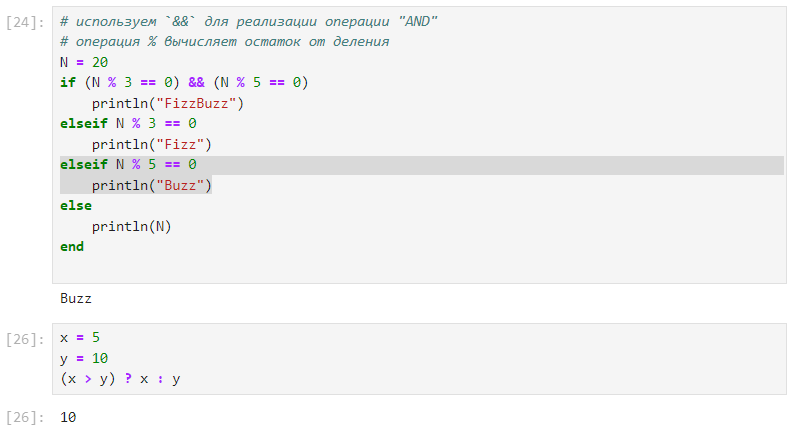 [24]: # используем `&&` для реализации операции "AND"
# операция % вычисляет остаток от деления
N = 20
if (N % 3 == 0) && (N % 5 == 0)
    println("FizzBuzz")
elseif N % 3 == 0
    println("Fizz")
elseif N % 5 == 0
    println("Buzz")
else
    println(N)
end
Buzz
[26]: x = 5
y = 10
(x > y) ? x : y
[26]: 10